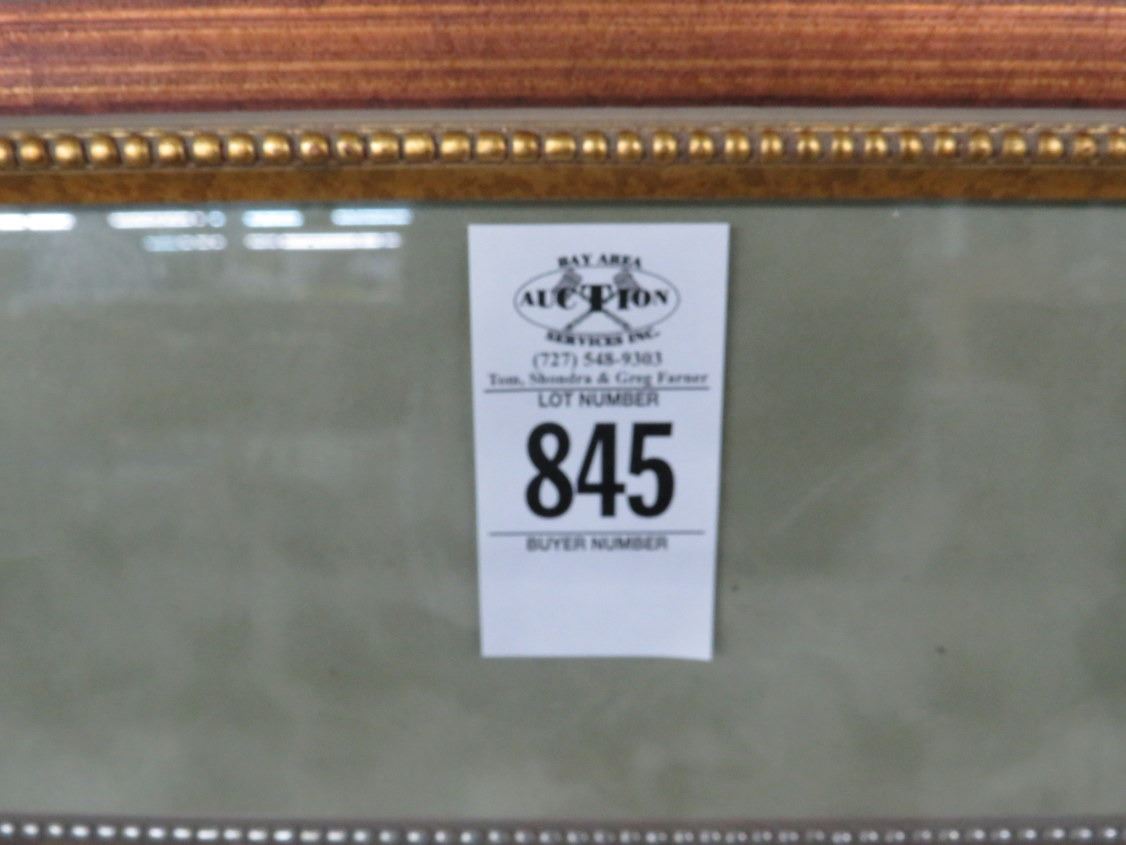 BAY AREA
AUCTION
SERVICES INC.
(727) 548-9303
Tom, Shondra & Greg Farner
LOT NUMBER
845
BUYER NUMBER